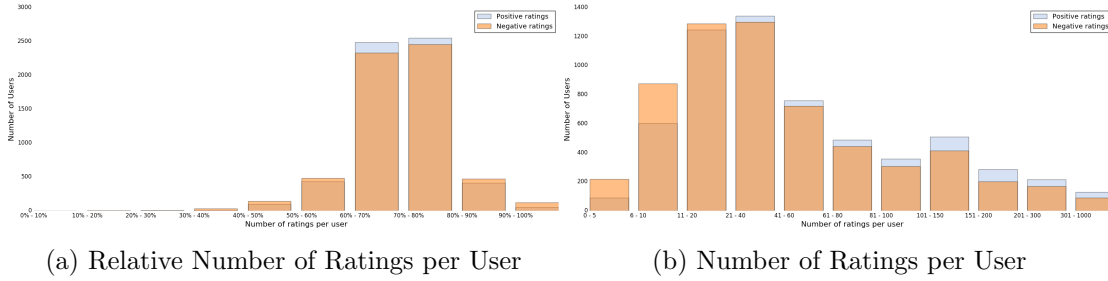 3000
2500
2000
1500
1000
500
0
Number of Users
Positive ratings
Negative ratings
0% - 10% 10% - 20% 20% - 30% 30% - 40% 40% - 50% 50% - 60% 60% - 70% 70% - 80% 80% - 90% 90% - 100%
Number of ratings per user
(a) Relative Number of Ratings per User
1400
1200
1000
800
600
400
200
0
Number of Users
Positive ratings
Negative ratings
0 - 5 6 - 10 11 - 20 21 - 40 41 - 60 61 - 80 81 - 100 101 - 150 151 - 200 201 - 300 301 - 1000
Number of ratings per user
(b) Number of Ratings per User